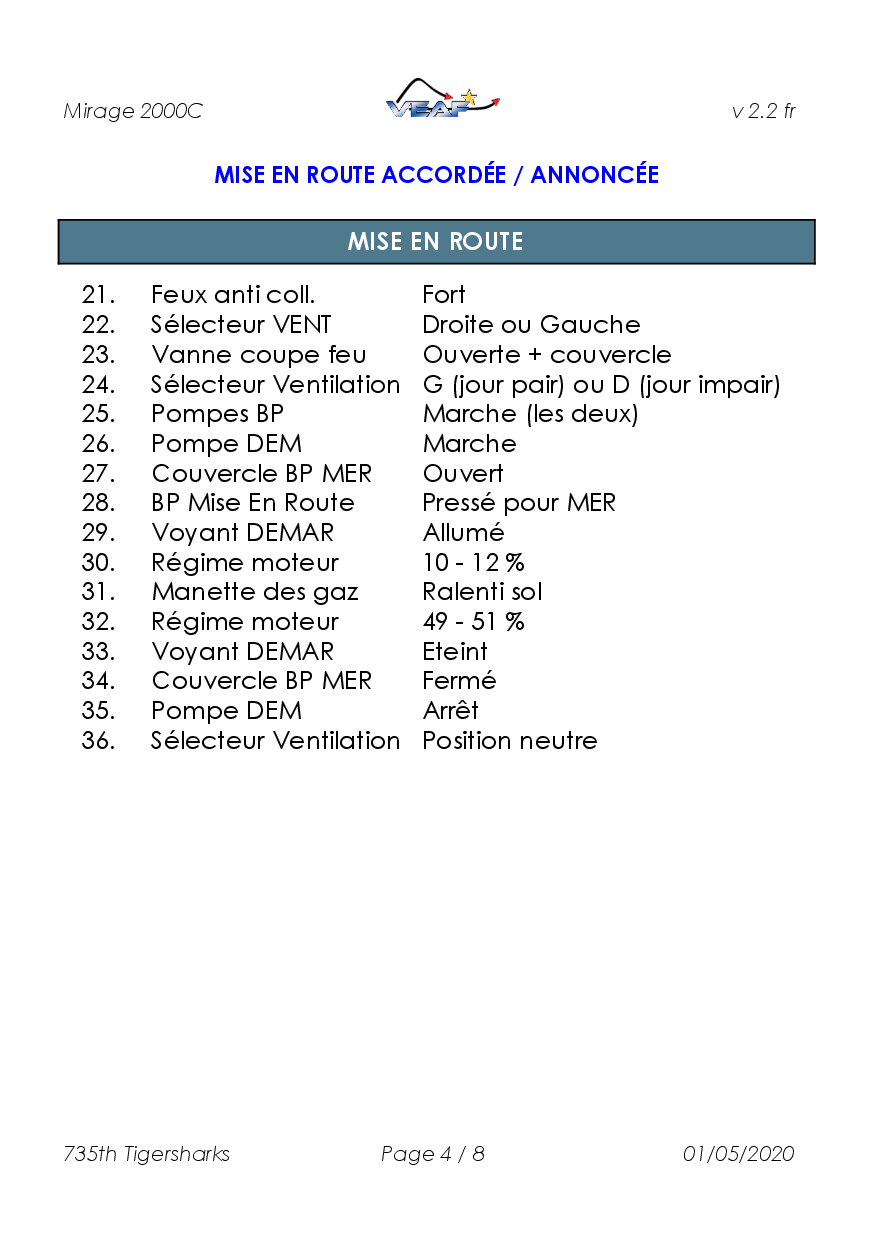 Mirage 2000C VEAF v 2.2 fr
MISE EN ROUTE ACCORDÉE / ANNONCÉE
MISE EN ROUTE
21. Feux anti coll. Fort
22. Sélecteur VENT Droite ou Gauche
23. Vanne coupe feu Ouverte + couvercle
24. Sélecteur Ventilation G (jour pair) ou D (jour impair)
25. Pompes BP Marche (les deux)
26. Pompe DEM Marche
27. Couvercle BP MER Ouvert
28. BP Mise En Route Pressé pour MER
29. Voyant DEMAR Allumé
30. Régime moteur 10 - 12 %
31. Manette des gaz Ralenti sol
32. Régime moteur 49 - 51 %
33. Voyant DEMAR Eteint
34. Couvercle BP MER Fermé
35. Pompe DEM Arrêt
36. Sélecteur Ventilation Position neutre
735th Tigersharks Page 4 / 8 01/05/2020